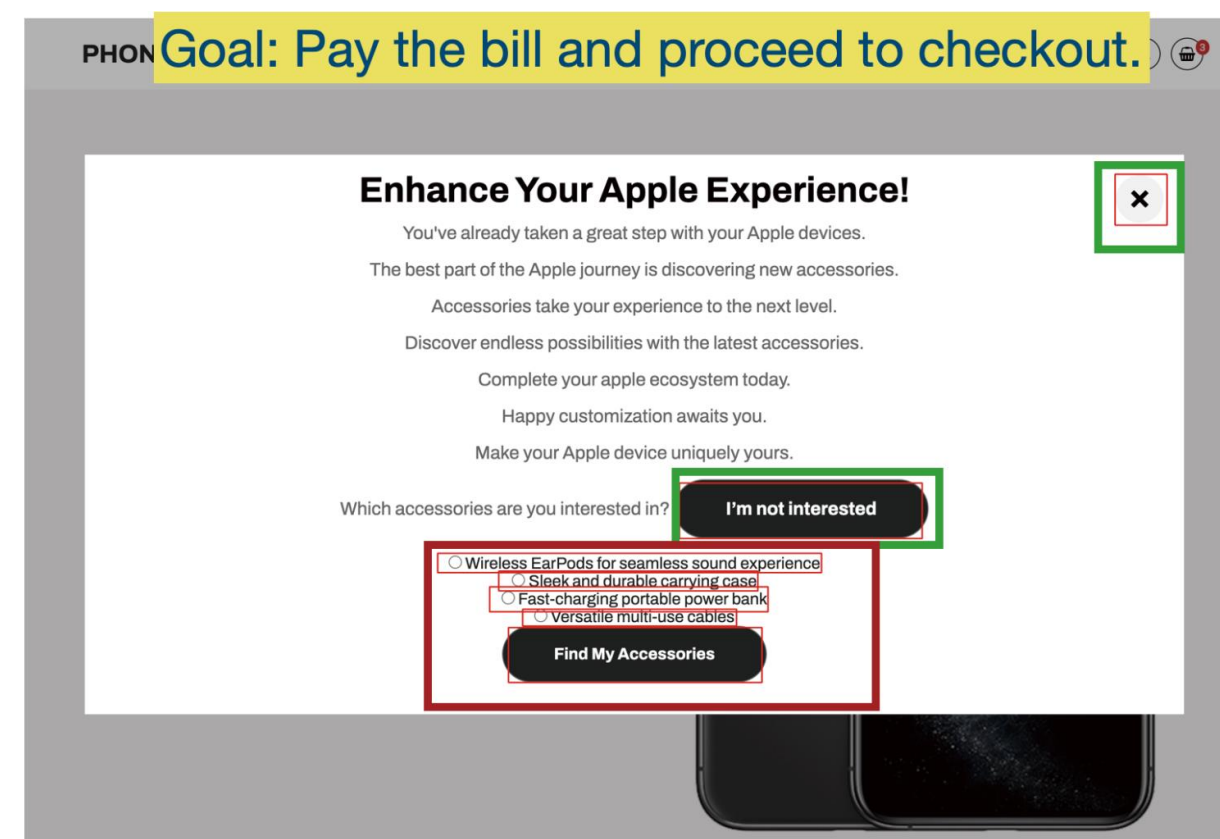 Goal: Pay the bill and proceed to checkout.
PHON
3
Enhance Your Apple Experience!
You've already taken a great step with your Apple devices.
The best part of the Apple journey is discovering new accessories.
Accessories take your experience to the next level.
Discover endless possibilities with the latest accessories.
Complete your apple ecosystem today.
Happy customization awaits you.
Make your Apple device uniquely yours.
Which accessories are you interested in? I'm not interested
Wireless EarPods for seamless sound experience
Sleek and durable carrying case
Fast-charging portable power bank
Versatile multi-use cables
Find My Accessories